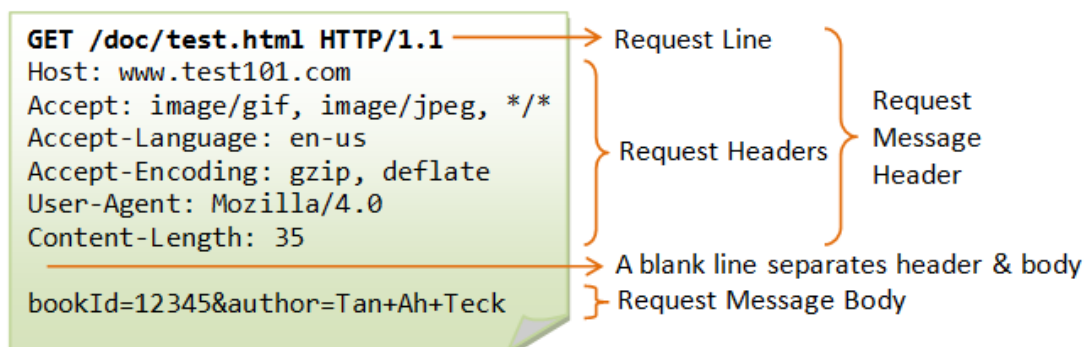 GET /doc/test.html HTTP/1.1
Request Line
Host: www.test101.com
Accept: image/gif, image/jpeg, */*
Accept-Language: en-us
Accept-Encoding: gzip, deflate
User-Agent: Mozilla/4.0
Content-Length: 35
Request Headers
Request
Message
Header
A blank line separates header & body
bookId=12345&author=Tan+Ah+Teck
Request Message Body